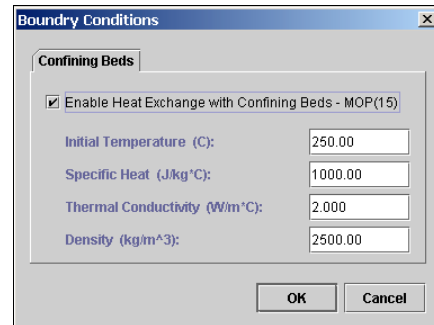 Boundry Conditions
Confining Beds
Enable Heat Exchange with Confining Beds - MOP(15)
Initial Temperature (C): 250.00
Specific Heat (J/kg*C): 1000.00
Thermal Conductivity (W/m*C): 2.000
Density (kg/m^3): 2500.00
OK Cancel